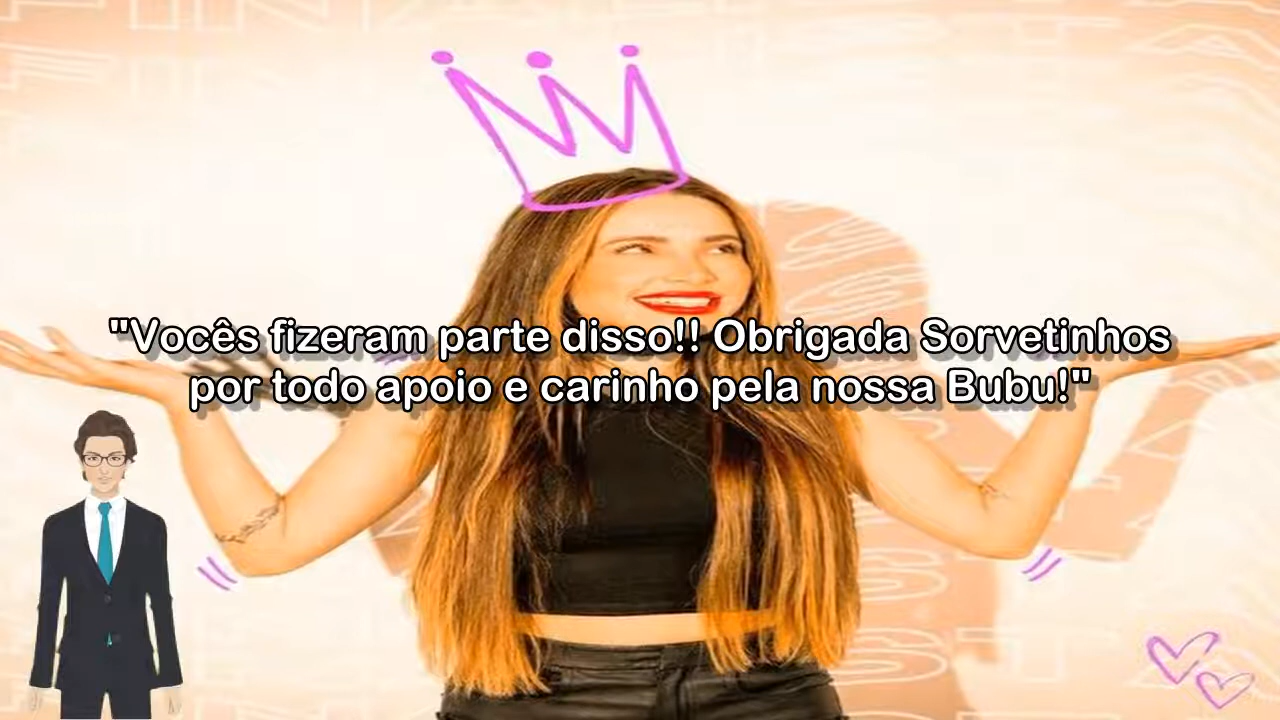 "Vocês fizeram parte disso!! Obrigada Sorvetinhos
por todo apoio e carinho pela nossa Bubu!"